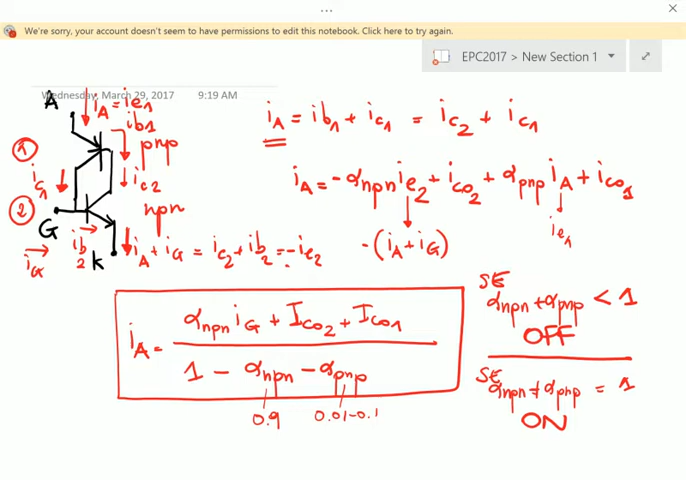 We're sorry, your account doesn't seem to have permissions to edit this notebook. Click here to try again.
EPC2017 > New Section 1
Wednesday, March 29, 2017 9:19 AM
A
iA = ie1
ib1
pnp
1
ic1
ic2
2
npn
G
iG
ib2
K
iA + iG = ic2 + ib2 = -ie2
iA = ib1 + ic1 = ic2 + ic1
iA = -αnpn ie2 + ico2 + αpnp iA + ico1
-(iA + iG)
ie1
iA = (αnpn iG + Ico2 + Ico1) / (1 - αnpn - αpnp)
0.9
0.01-0.1
SE
αnpn + αpnp < 1
OFF
SE
αnpn + αpnp = 1
ON